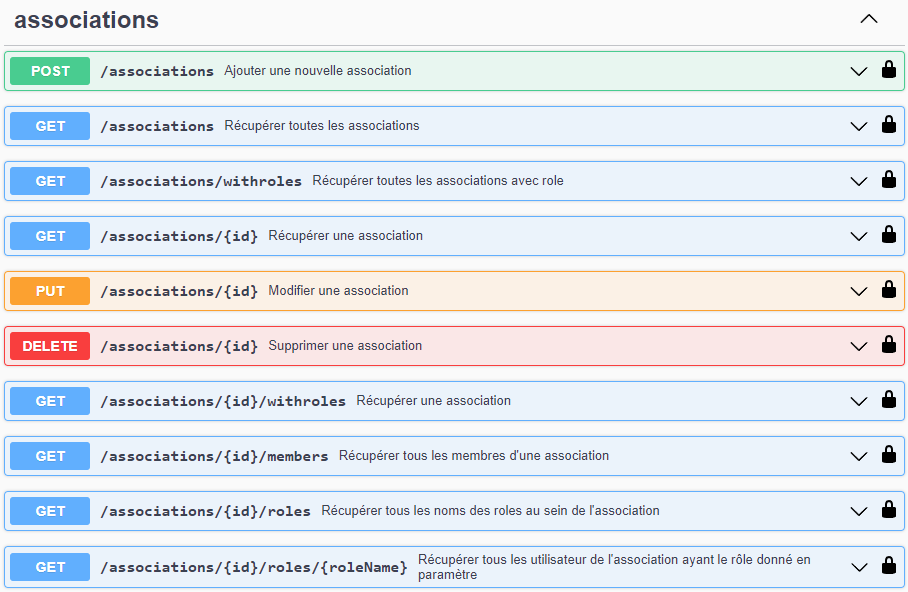 associations
POST /associations Ajouter une nouvelle association
GET /associations Récupérer toutes les associations
GET /associations/withroles Récupérer toutes les associations avec role
GET /associations/{id} Récupérer une association
PUT /associations/{id} Modifier une association
DELETE /associations/{id} Supprimer une association
GET /associations/{id}/withroles Récupérer une association
GET /associations/{id}/members Récupérer tous les membres d'une association
GET /associations/{id}/roles Récupérer tous les noms des roles au sein de l'association
GET /associations/{id}/roles/{roleName} Récupérer tous les utilisateur de l'association ayant le rôle donné en
paramètre